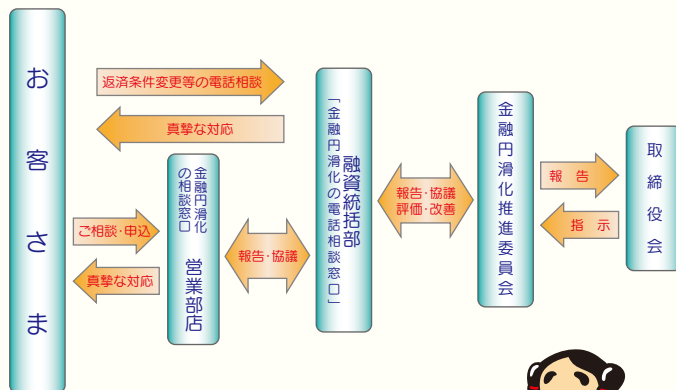 お客さま
返済条件変更等の電話相談
真摯な対応
ご相談・申込
真摯な対応
金融円滑化
の相談窓口
営業部店
報告・協議
融資統括部
「金融円滑化の電話相談窓口」
報告・協議
評価・改善
金融円滑化推進委員会
報　告
指　示
取締役会